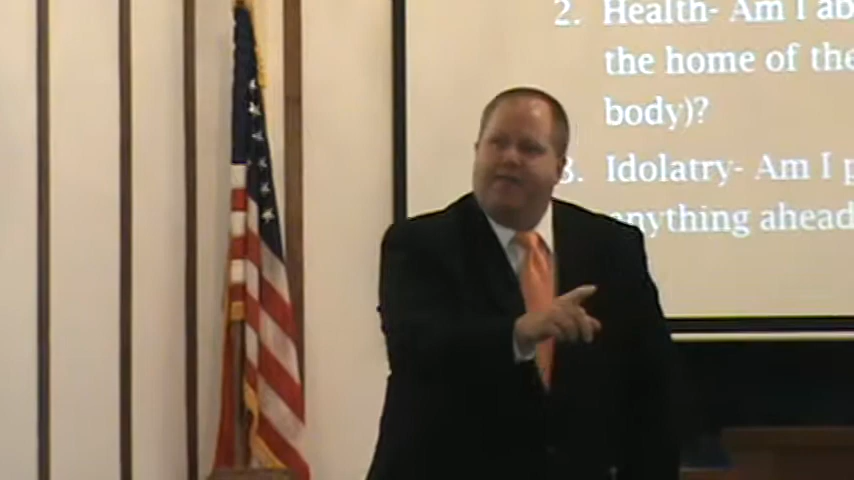 2. Health- Am I ab
the home of the
body)?
3. Idolatry- Am I p
anything ahead